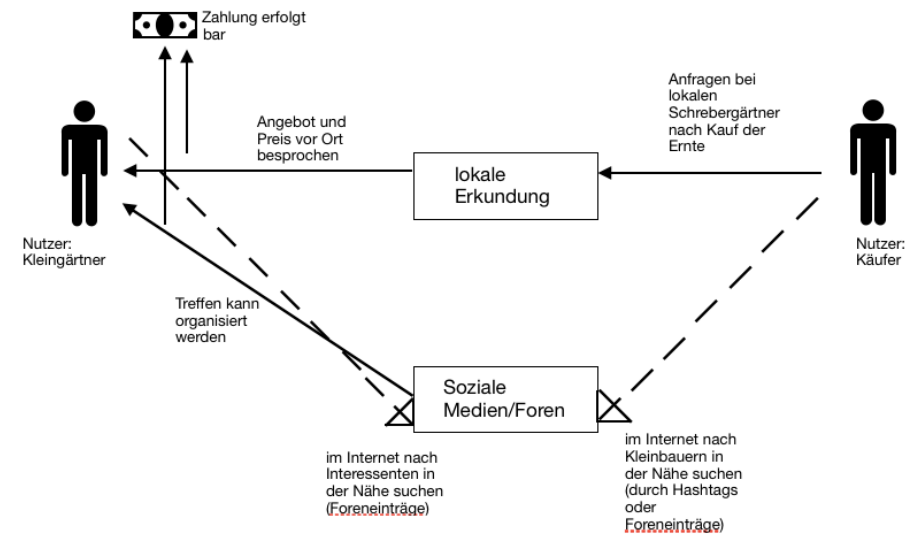 Zahlung erfolgt
bar
Anfragen bei
lokalen
Schrebergärtner
nach Kauf der
Ernte
Angebot und
Preis vor Ort
besprochen
lokale
Erkundung
Nutzer:
Kleingärtner
Nutzer:
Käufer
Treffen kann
organisiert
werden
Soziale
Medien/Foren
im Internet nach
Interessenten in
der Nähe suchen
(Foreneinträge)
im Internet nach
Kleinbauern in
der Nähe suchen
(durch Hashtags
oder
Foreneinträge)